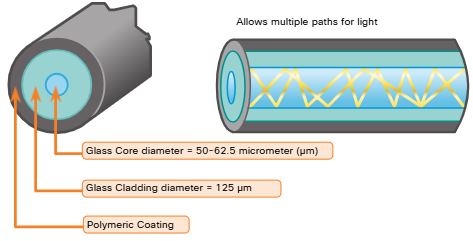 Allows multiple paths for light
Glass Core diameter = 50-62.5 micrometer (µm)
Glass Cladding diameter = 125 µm
Polymeric Coating